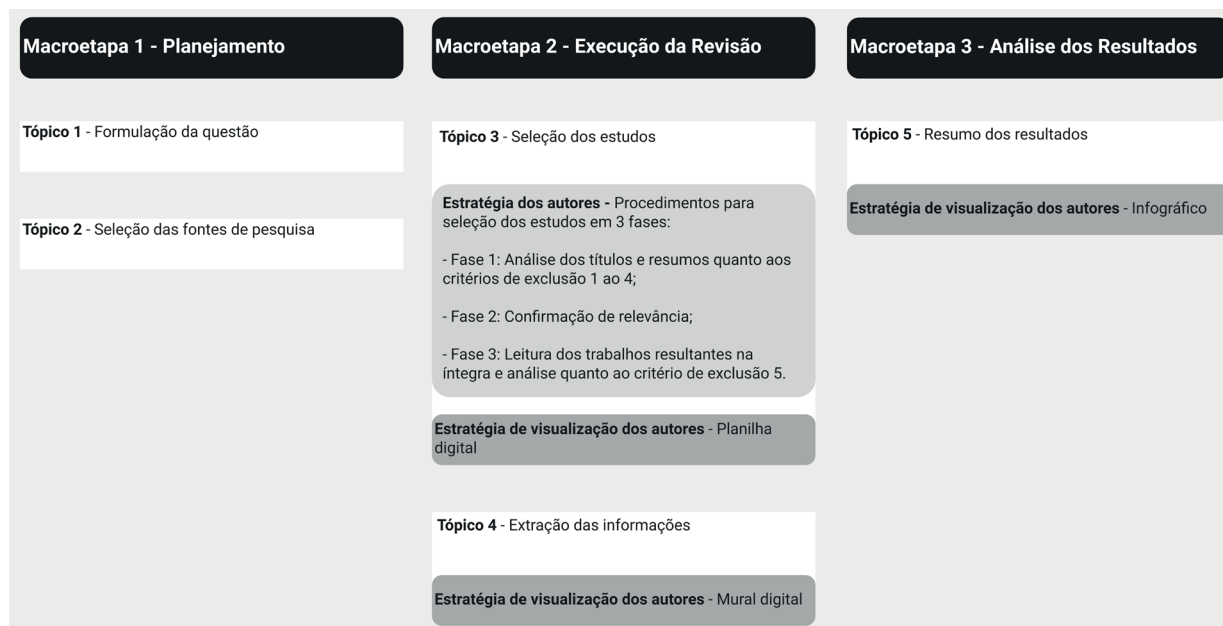 Macroetapa 1 - Planejamento
Tópico 1 - Formulação da questão
Tópico 2 - Seleção das fontes de pesquisa
Macroetapa 2 - Execução da Revisão
Tópico 3 - Seleção dos estudos
Estratégia dos autores - Procedimentos para
seleção dos estudos em 3 fases:
- Fase 1: Análise dos títulos e resumos quanto aos
critérios de exclusão 1 ao 4;
- Fase 2: Confirmação de relevância;
- Fase 3: Leitura dos trabalhos resultantes na
íntegra e análise quanto ao critério de exclusão 5.
Estratégia de visualização dos autores - Planilha
digital
Tópico 4 - Extração das informações
Estratégia de visualização dos autores - Mural digital
Macroetapa 3 - Análise dos Resultados
Tópico 5 - Resumo dos resultados
Estratégia de visualização dos autores - Infográfico